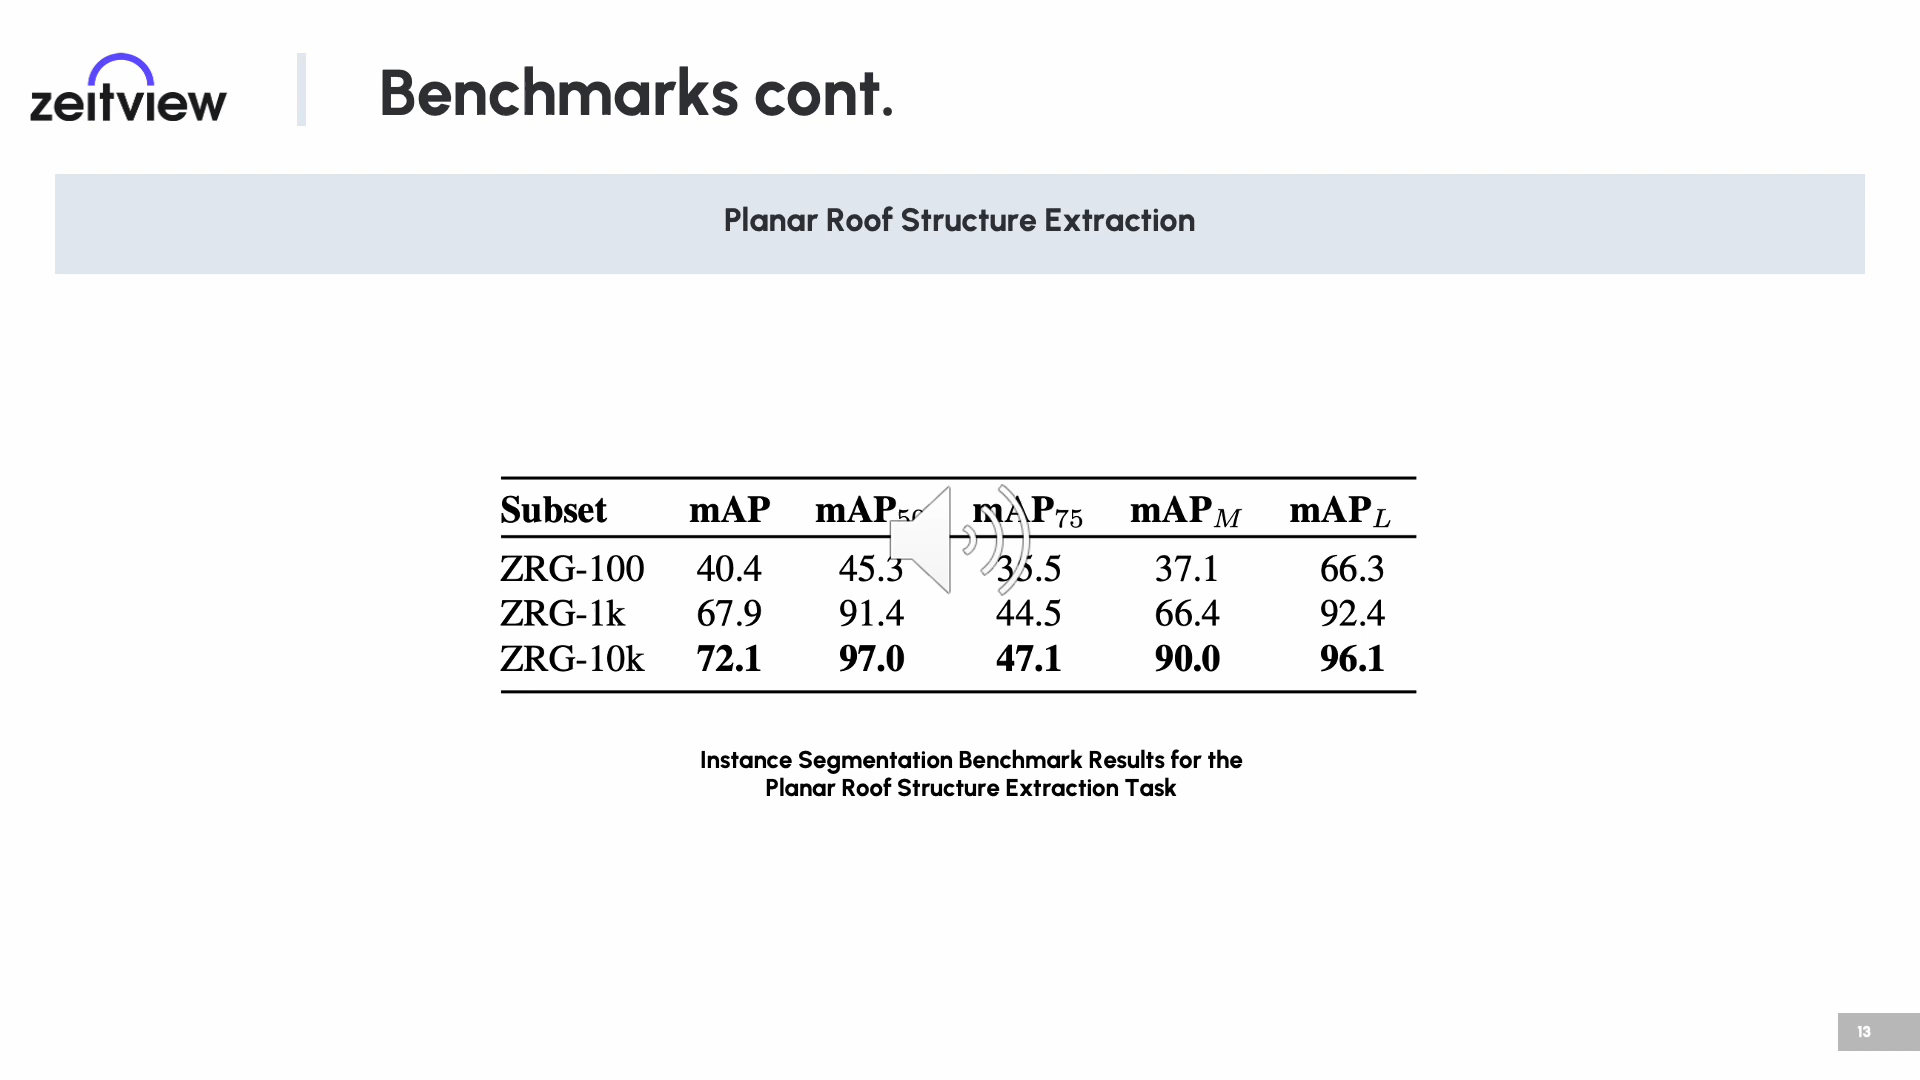 zeitview
Benchmarks cont.
Planar Roof Structure Extraction
Subset mAP mAP50 mAP75 mAPM mAPL
ZRG-100 40.4 45.3 35.5 37.1 66.3
ZRG-1k 67.9 91.4 44.5 66.4 92.4
ZRG-10k 72.1 97.0 47.1 90.0 96.1
Instance Segmentation Benchmark Results for the
Planar Roof Structure Extraction Task
13